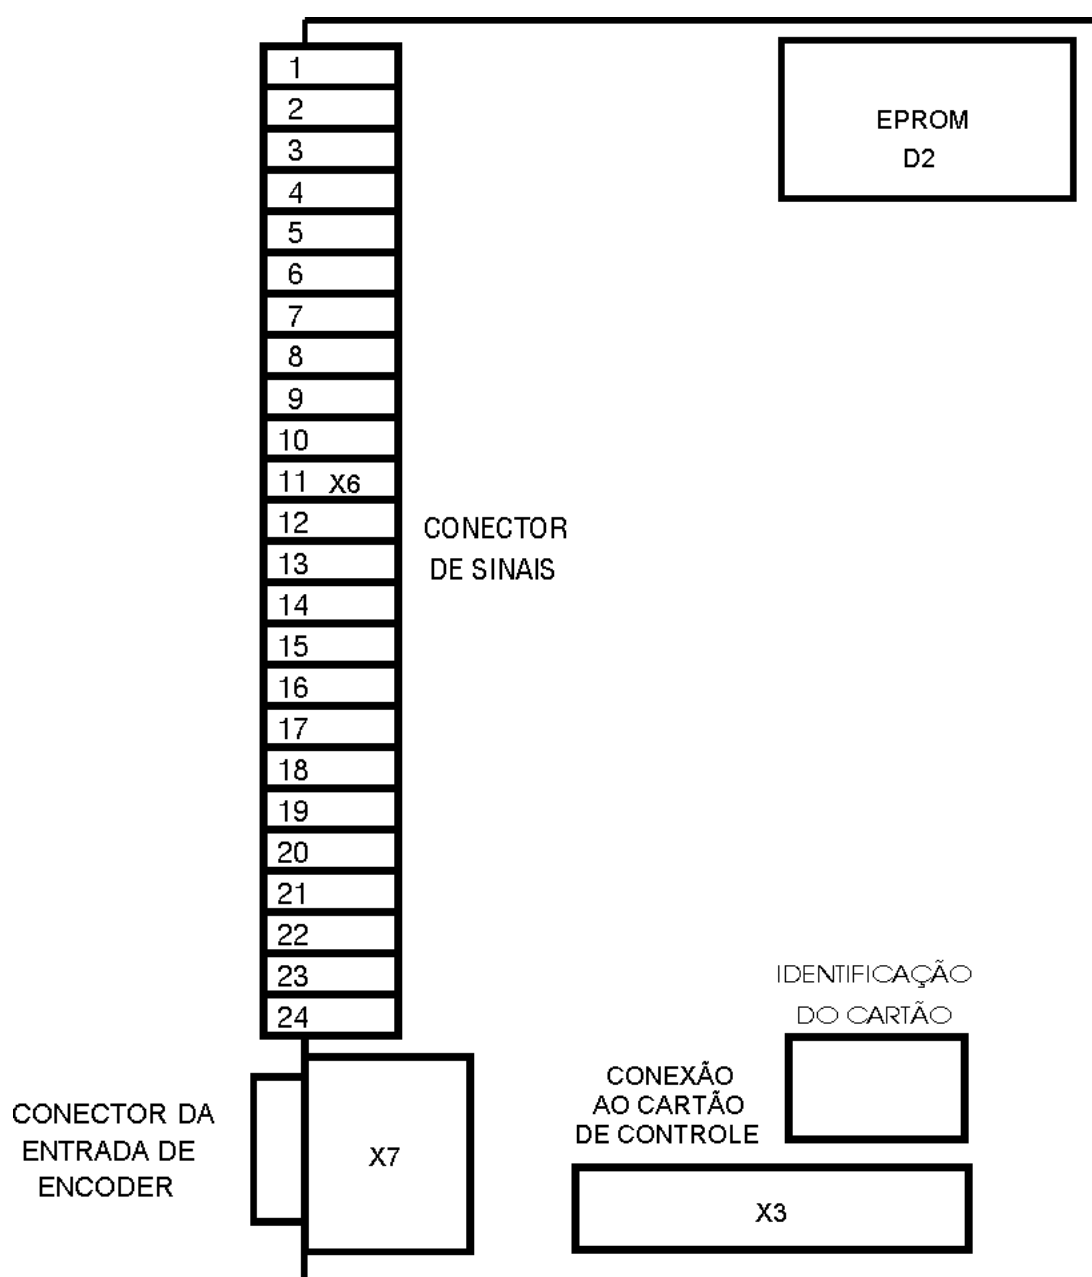 1
2
3
4
5
6
7
8
9
10
11 X6
12
13
14
15
16
17
18
19
20
21
22
23
24
CONECTOR
DE SINAIS
EPROM
D2
IDENTIFICAÇÃO
DO CARTÃO
CONEXÃO
AO CARTÃO
DE CONTROLE
X3
CONECTOR DA
ENTRADA DE
ENCODER
X7